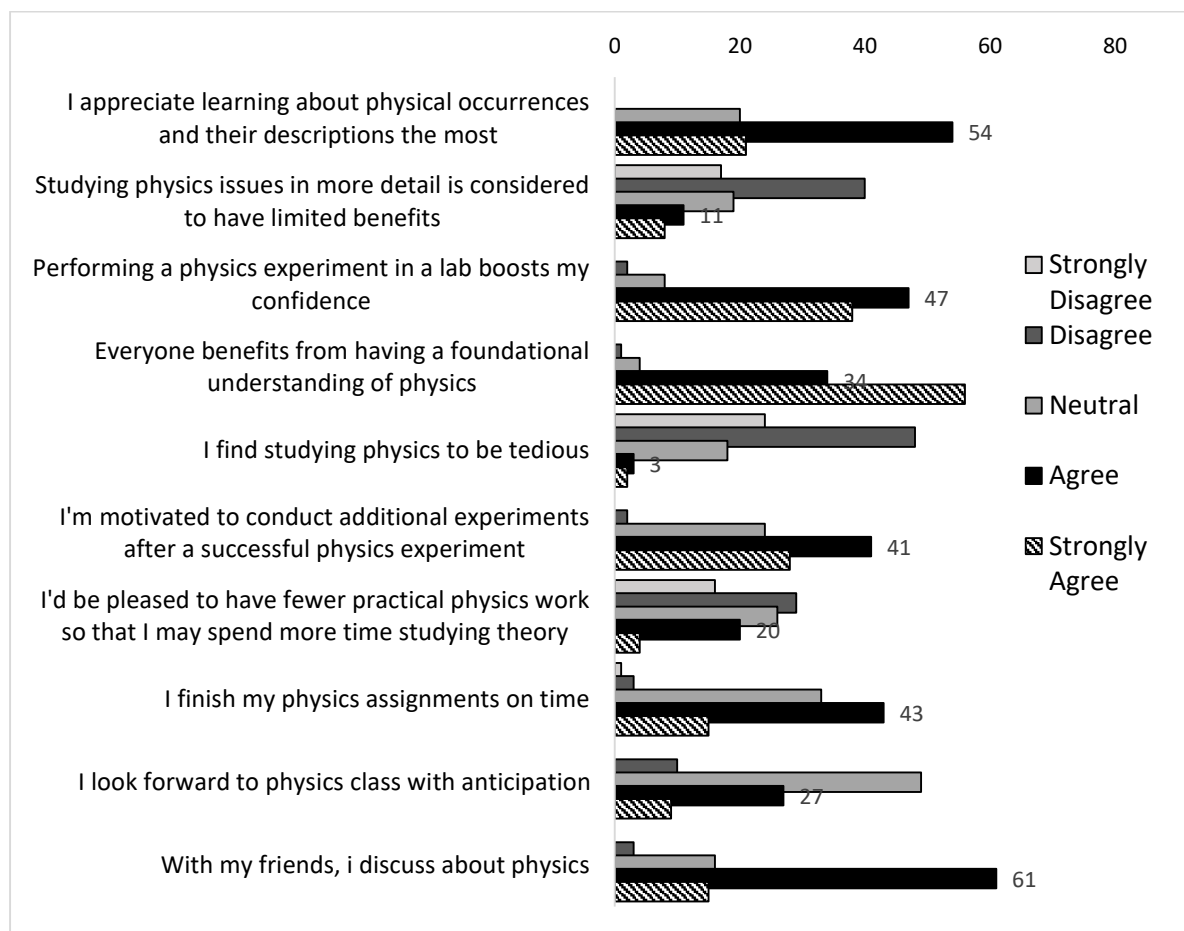 0 20 40 60 80
I appreciate learning about physical occurrences
and their descriptions the most
54
Studying physics issues in more detail is considered
to have limited benefits
11
Performing a physics experiment in a lab boosts my
confidence
47
Everyone benefits from having a foundational
understanding of physics
34
I find studying physics to be tedious
3
I'm motivated to conduct additional experiments
after a successful physics experiment
41
I'd be pleased to have fewer practical physics work
so that I may spend more time studying theory
20
I finish my physics assignments on time
43
I look forward to physics class with anticipation
27
With my friends, i discuss about physics
61
Strongly
Disagree
Disagree
Neutral
Agree
Strongly
Agree